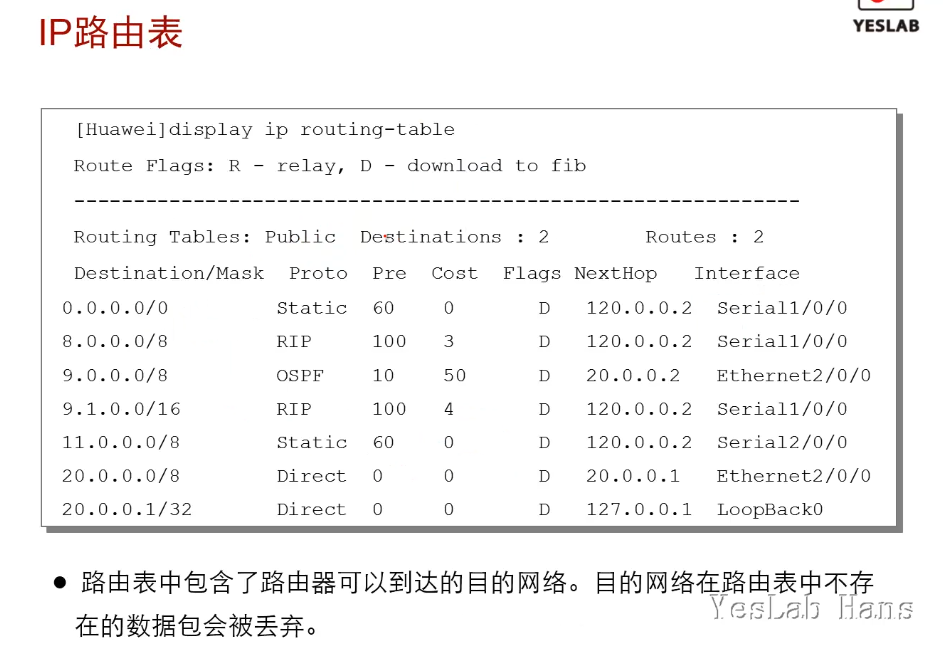 IP路由表
YESLAB
[Huawei]display ip routing-table
Route Flags: R - relay, D - download to fib
------------------------------------------------------------
Routing Tables: Public Destinations : 2 Routes : 2
Destination/Mask Proto Pre Cost Flags NextHop Interface
0.0.0.0/0 Static 60 0 D 120.0.0.2 Serial1/0/0
8.0.0.0/8 RIP 100 3 D 120.0.0.2 Serial1/0/0
9.0.0.0/8 OSPF 10 50 D 20.0.0.2 Ethernet2/0/0
9.1.0.0/16 RIP 100 4 D 120.0.0.2 Serial1/0/0
11.0.0.0/8 Static 60 0 D 120.0.0.2 Serial2/0/0
20.0.0.0/8 Direct 0 0 D 20.0.0.1 Ethernet2/0/0
20.0.0.1/32 Direct 0 0 D 127.0.0.1 LoopBack0
● 路由表中包含了路由器可以到达的目的网络。目的网络在路由表中不存
在的数据包会被丢弃。
YesLab Hans